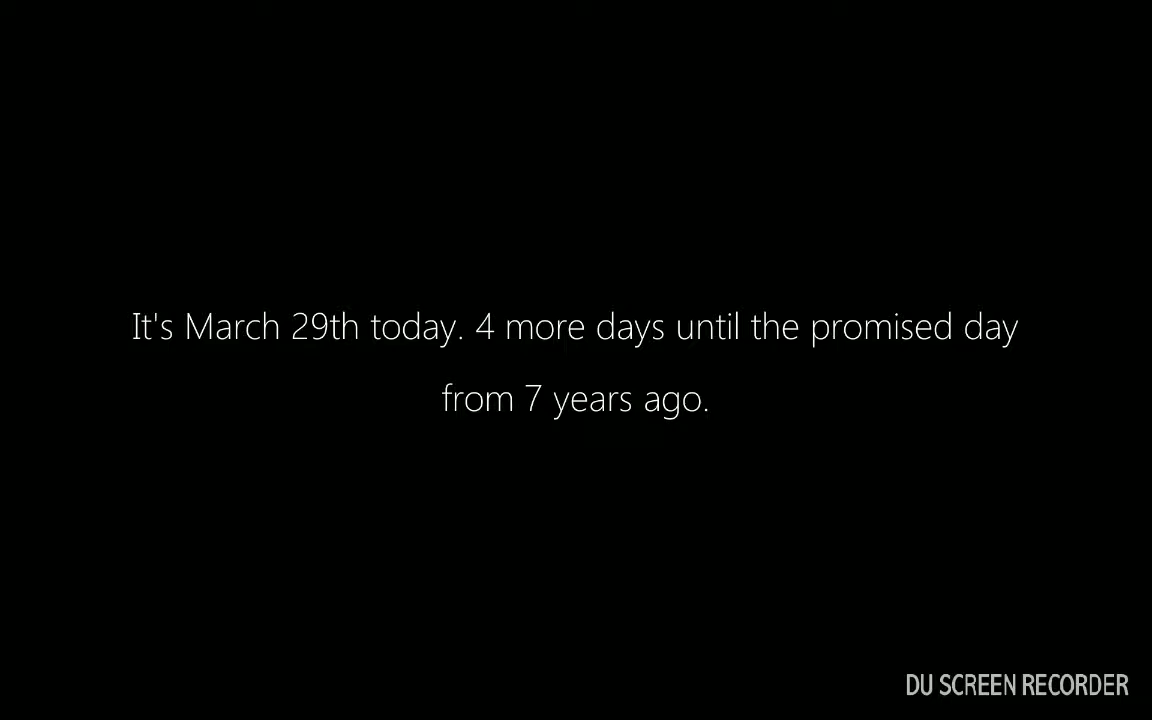 It's March 29th today. 4 more days until the promised day
from 7 years ago.
DU SCREEN RECORDER